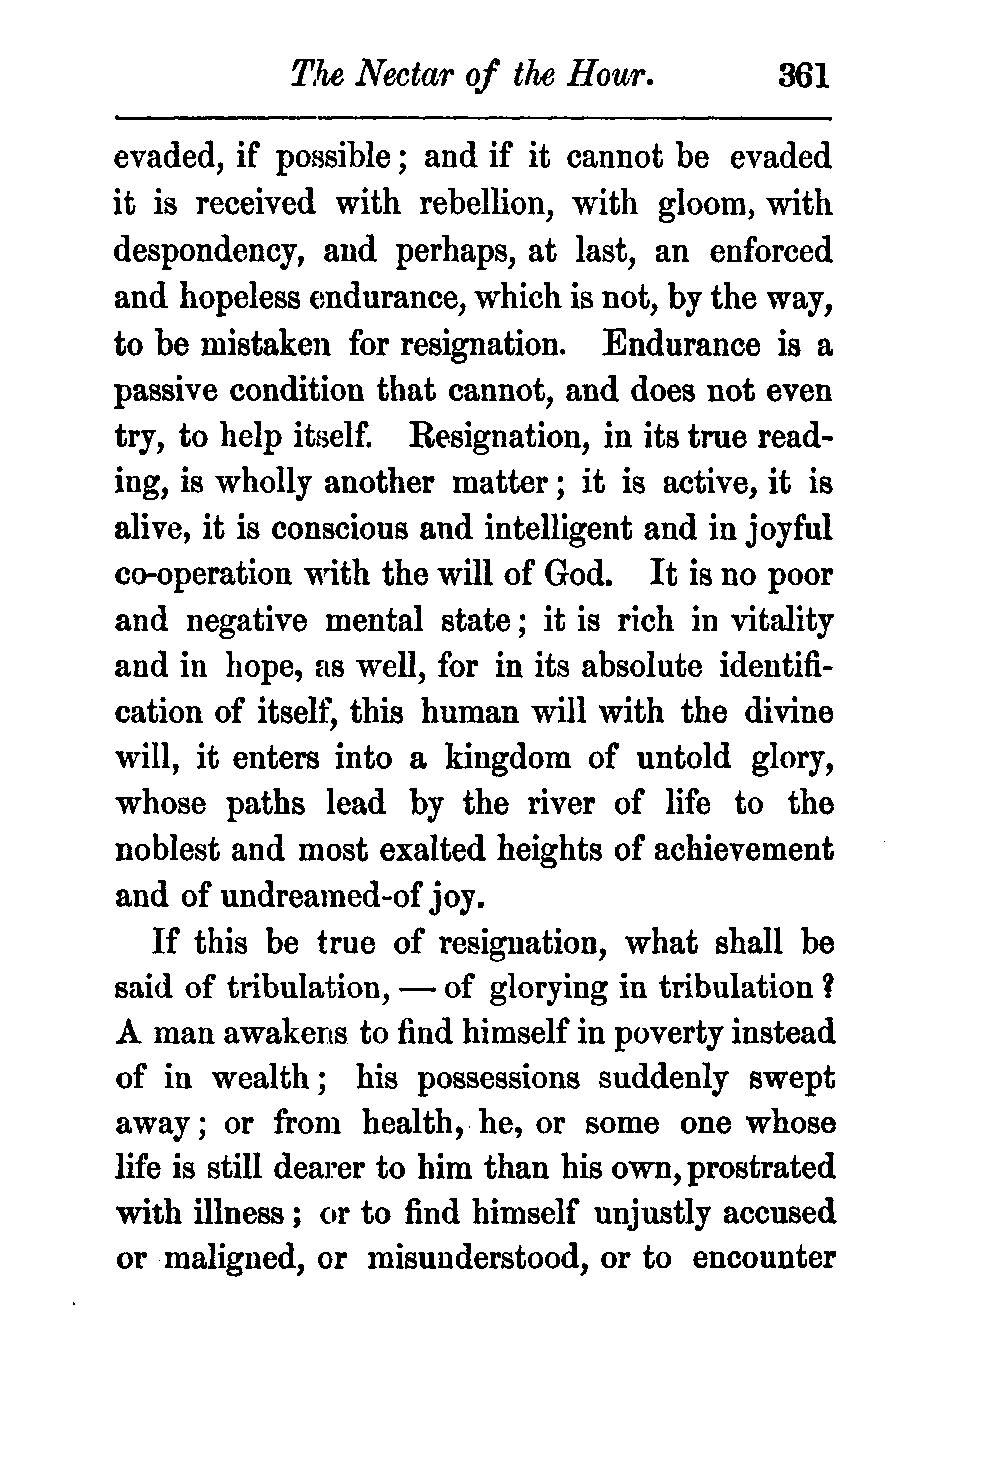 The Nectar of the Hour. 361
evaded, if possible; and if it cannot be evaded
it is received with rebellion, with gloom, with
despondency, and perhaps, at last, an enforced
and hopeless endurance, which is not, by the way,
to be mistaken for resignation. Endurance is a
passive condition that cannot, and does not even
try, to help itself. Resignation, in its true read-
ing, is wholly another matter; it is active, it is
alive, it is conscious and intelligent and in joyful
co-operation with the will of God. It is no poor
and negative mental state; it is rich in vitality
and in hope, as well, for in its absolute identifi-
cation of itself, this human will with the divine
will, it enters into a kingdom of untold glory,
whose paths lead by the river of life to the
noblest and most exalted heights of achievement
and of undreamed-of joy.
If this be true of resignation, what shall be
said of tribulation, — of glorying in tribulation?
A man awakens to find himself in poverty instead
of in wealth; his possessions suddenly swept
away; or from health, he, or some one whose
life is still dearer to him than his own, prostrated
with illness; or to find himself unjustly accused
or maligned, or misunderstood, or to encounter